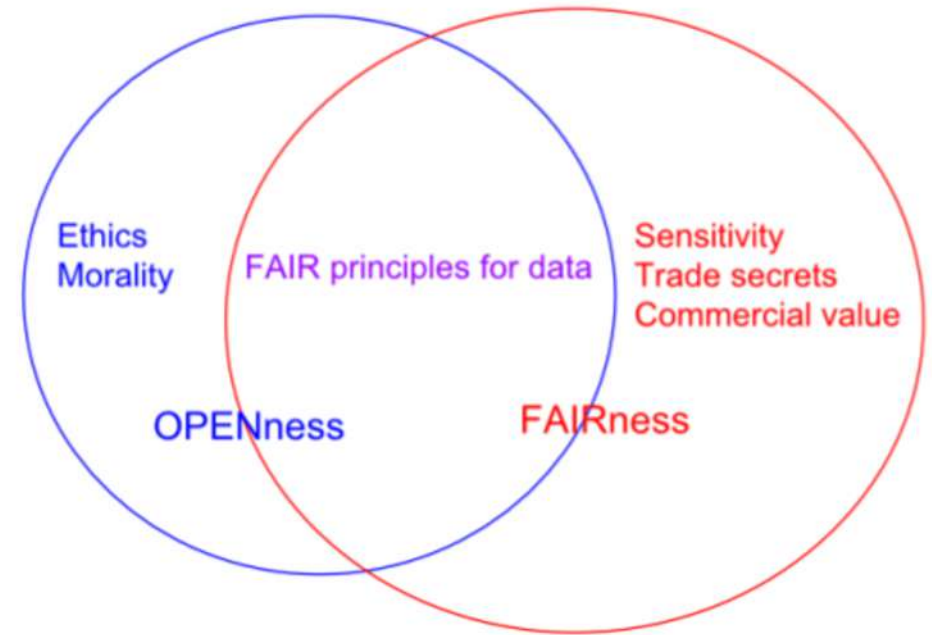 Ethics
Morality
FAIR principles for data
Sensitivity
Trade secrets
Commercial value
OPENness
FAIRness